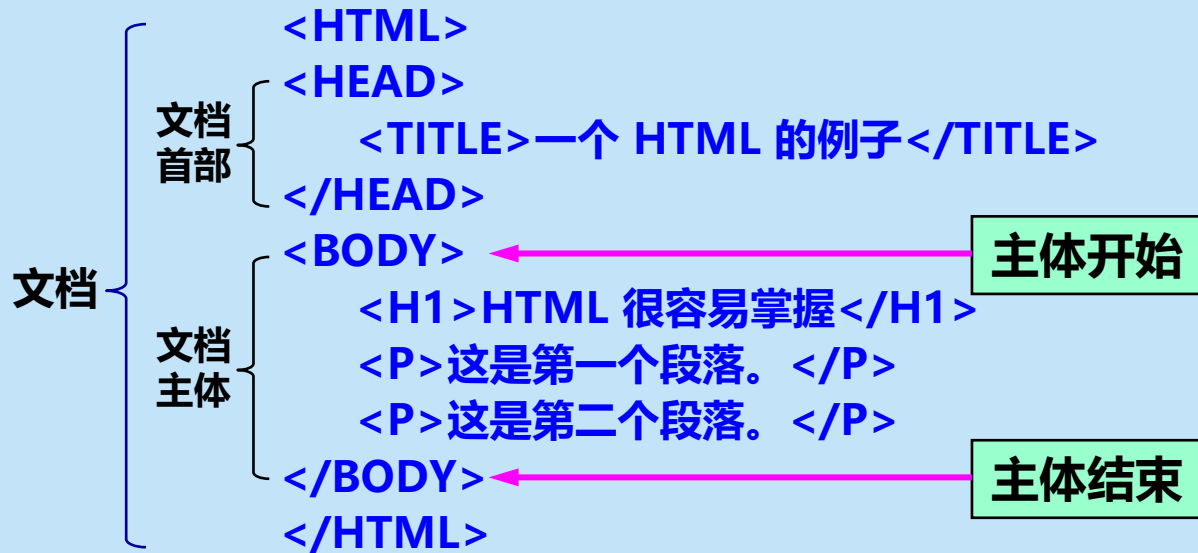 <HTML>
<HEAD>
文档
首部
<TITLE>一个 HTML 的例子</TITLE>
</HEAD>
<BODY>
主体开始
文档
<H1>HTML 很容易掌握</H1>
文档
主体
<P>这是第一个段落。</P>
<P>这是第二个段落。</P>
</BODY>
主体结束
</HTML>